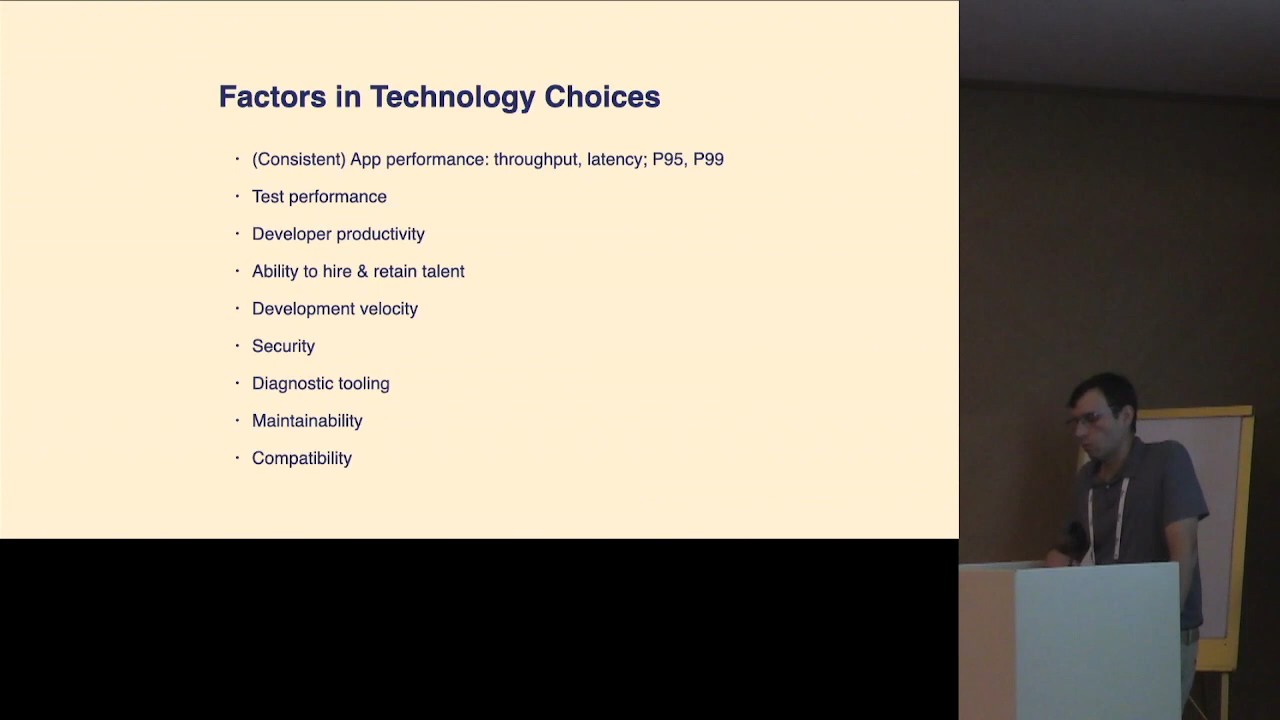 Factors in Technology Choices
· (Consistent) App performance: throughput, latency; P95, P99
· Test performance
· Developer productivity
· Ability to hire & retain talent
· Development velocity
· Security
· Diagnostic tooling
· Maintainability
· Compatibility